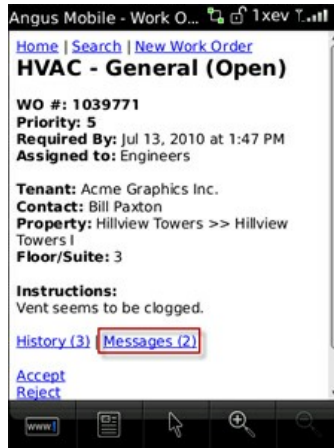 Angus Mobile - Work O... 1xev
Home | Search | New Work Order
HVAC - General (Open)
WO #: 1039771
Priority: 5
Required By: Jul 13, 2010 at 1:47 PM
Assigned to: Engineers
Tenant: Acme Graphics Inc.
Contact: Bill Paxton
Property: Hillview Towers >> Hillview
Towers I
Floor/Suite: 3
Instructions:
Vent seems to be clogged.
History (3) | Messages (2)
Accept
Reject
www